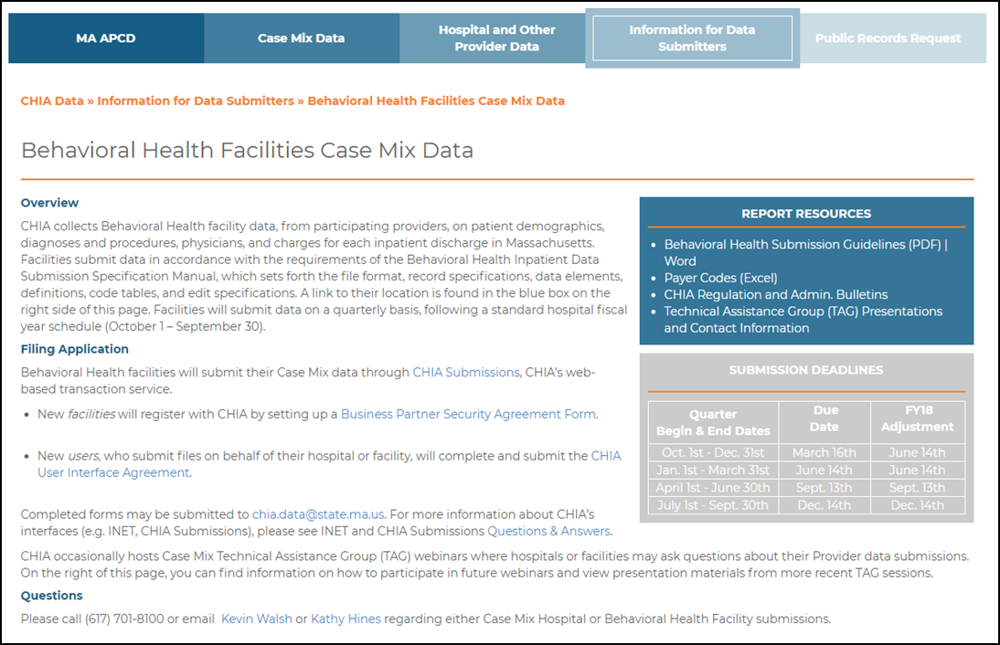 MA APCD
Case Mix Data
Hospital and Other
Provider Data
Information for Data
Submitters
Public Records Request
CHIA Data » Information for Data Submitters » Behavioral Health Facilities Case Mix Data
Behavioral Health Facilities Case Mix Data
Overview
CHIA collects Behavioral Health facility data, from participating providers, on patient demographics,
diagnoses and procedures, physicians, and charges for each inpatient discharge in Massachusetts.
Facilities submit data in accordance with the requirements of the Behavioral Health Inpatient Data
Submission Specification Manual, which sets forth the file format, record specifications, data elements,
definitions, code tables, and edit specifications. A link to their location is found in the blue box on the
right side of this page. Facilities will submit data on a quarterly basis, following a standard hospital fiscal
year schedule (October 1 – September 30).
Filing Application
Behavioral Health facilities will submit their Case Mix data through CHIA Submissions, CHIA’s web-
based transaction service.
• New facilities will register with CHIA by setting up a Business Partner Security Agreement Form.
• New users, who submit files on behalf of their hospital or facility, will complete and submit the CHIA
User Interface Agreement.
Completed forms may be submitted to chia.data@state.ma.us. For more information about CHIA’s
interfaces (e.g. INET, CHIA Submissions), please see INET and CHIA Submissions Questions & Answers.
REPORT RESOURCES
• Behavioral Health Submission Guidelines (PDF) |
Word
• Payer Codes (Excel)
• CHIA Regulation and Admin. Bulletins
• Technical Assistance Group (TAG) Presentations
and Contact Information
SUBMISSION DEADLINES
Quarter Begin & End Dates Due Date FY18 Adjustment
Oct. 1st - Dec. 31st March 16th June 14th
Jan. 1st - March 31st June 14th June 14th
April 1st - June 30th Sept. 13th Sept. 13th
July 1st - Sept. 30th Dec. 14th Dec. 14th
CHIA occasionally hosts Case Mix Technical Assistance Group (TAG) webinars where hospitals or facilities may ask questions about their Provider data submissions.
On the right of this page, you can find information on how to participate in future webinars and view presentation materials from more recent TAG sessions.
Questions
Please call (617) 701-8100 or email Kevin Walsh or Kathy Hines regarding either Case Mix Hospital or Behavioral Health Facility submissions.